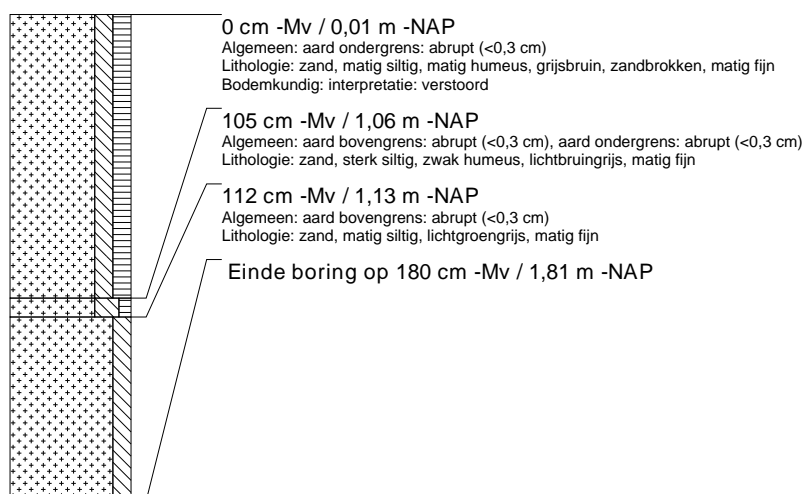 0 cm -Mv / 0,01 m -NAP
Algemeen: aard ondergrens: abrupt (<0,3 cm)
Lithologie: zand, matig siltig, matig humeus, grijsbruin, zandbrokken, matig fijn
Bodemkundig: interpretatie: verstoord
105 cm -Mv / 1,06 m -NAP
Algemeen: aard bovengrens: abrupt (<0,3 cm), aard ondergrens: abrupt (<0,3 cm)
Lithologie: zand, sterk siltig, zwak humeus, lichtbruingrijs, matig fijn
112 cm -Mv / 1,13 m -NAP
Algemeen: aard bovengrens: abrupt (<0,3 cm)
Lithologie: zand, matig siltig, lichtgroengrijs, matig fijn
Einde boring op 180 cm -Mv / 1,81 m -NAP